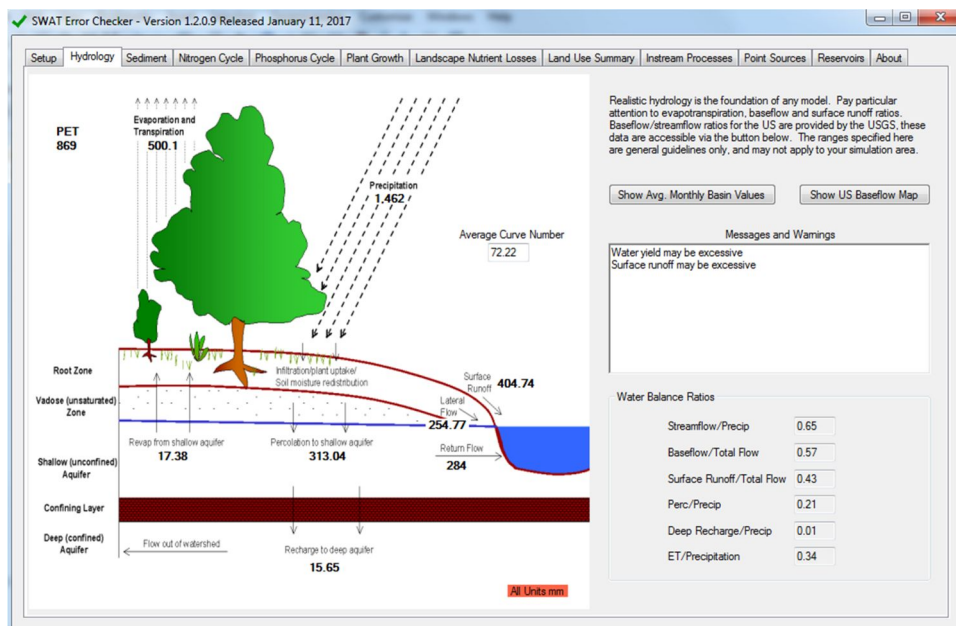 SWAT Error Checker - Version 1.2.0.9 Released January 11, 2017
Setup Hydrology Sediment Nitrogen Cycle Phosphorus Cycle Plant Growth Landscape Nutrient Losses Land Use Summary Instream Processes Point Sources Reservoirs About
PET
869
Evaporation and
Transpiration
500.1
Precipitation
1,462
Average Curve Number
72.22
Root Zone
Infiltration/plant uptake/
Soil moisture redistribution
Surface
Runoff
404.74
Vadose (unsaturated)
Zone
Lateral
Flow
254.77
Revap from shallow aquifer
17.38
Percolation to shallow aquifer
313.04
Return Flow
284
Shallow (unconfined)
Aquifer
Confining Layer
Deep (confined)
Aquifer
Flow out of watershed
Recharge to deep aquifer
15.65
All Units mm
Realistic hydrology is the foundation of any model. Pay particular
attention to evapotranspiration, baseflow and surface runoff ratios.
Baseflow/streamflow ratios for the US are provided by the USGS, these
data are accessible via the button below. The ranges specified here
are general guidelines only, and may not apply to your simulation area.
Show Avg. Monthly Basin Values Show US Baseflow Map
Messages and Warnings
Water yield may be excessive
Surface runoff may be excessive
Water Balance Ratios
Streamflow/Precip 0.65
Baseflow/Total Flow 0.57
Surface Runoff/Total Flow 0.43
Perc/Precip 0.21
Deep Recharge/Precip 0.01
ET/Precipitation 0.34